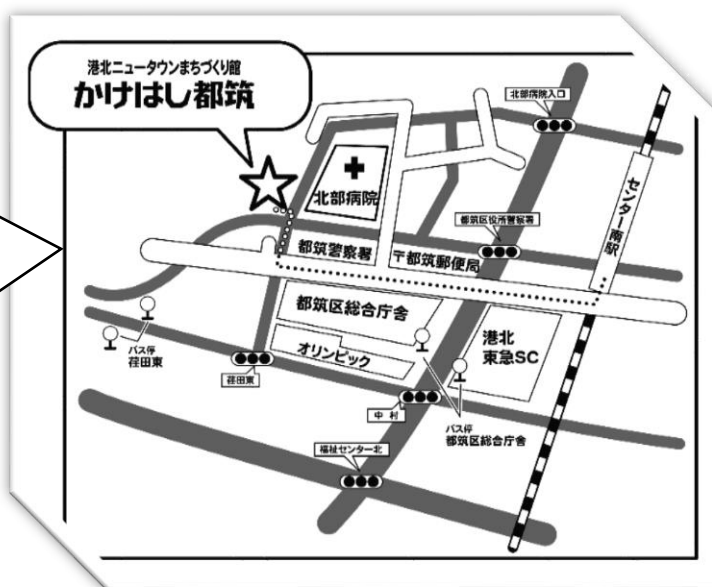 港北ニュータウンまちづくり館
かけはし都筑
北部病院入口
北部病院
センター南駅
都筑区役所警察署
都筑警察署
〒都筑郵便局
都筑区総合庁舎
港北
東急SC
オリンピック
バス停
荏田東
荏田東
中村
バス停
都筑区総合庁舎
福祉センター北